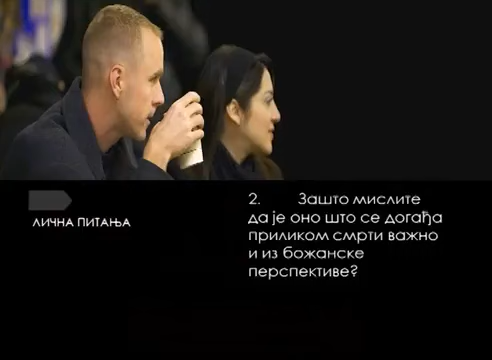 ЛИЧНА ПИТАЊА
2. Зашто мислите
да је оно што се догађа
приликом смрти важно
и из божанске
перспективе?